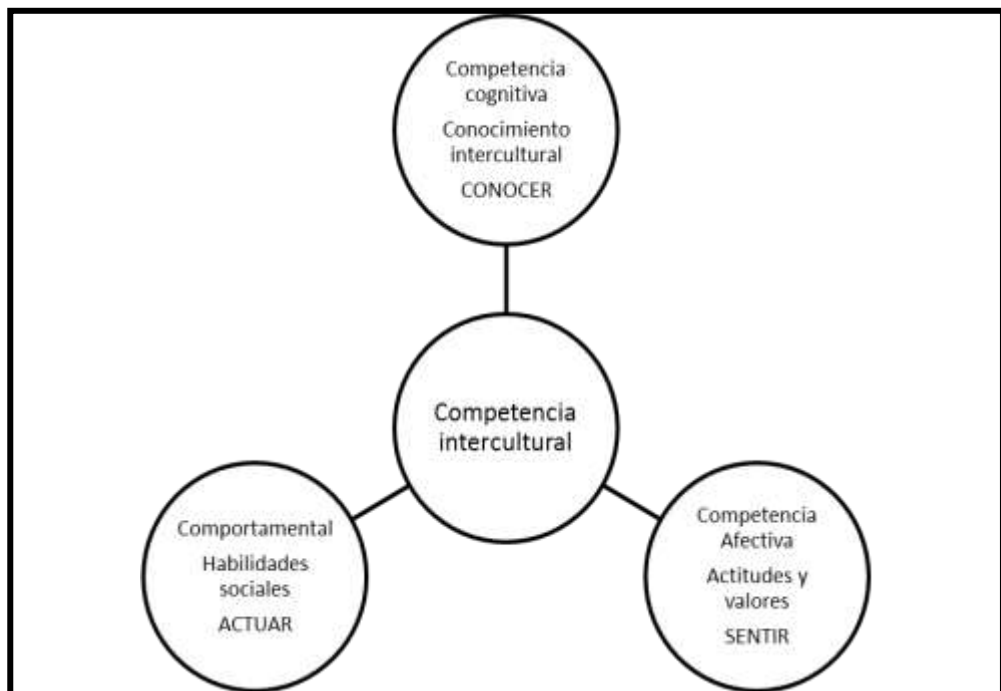 Competencia
cognitiva
Conocimiento
intercultural
CONOCER
Competencia
intercultural
Comportamental
Habilidades
sociales
ACTUAR
Competencia
Afectiva
Actitudes y
valores
SENTIR